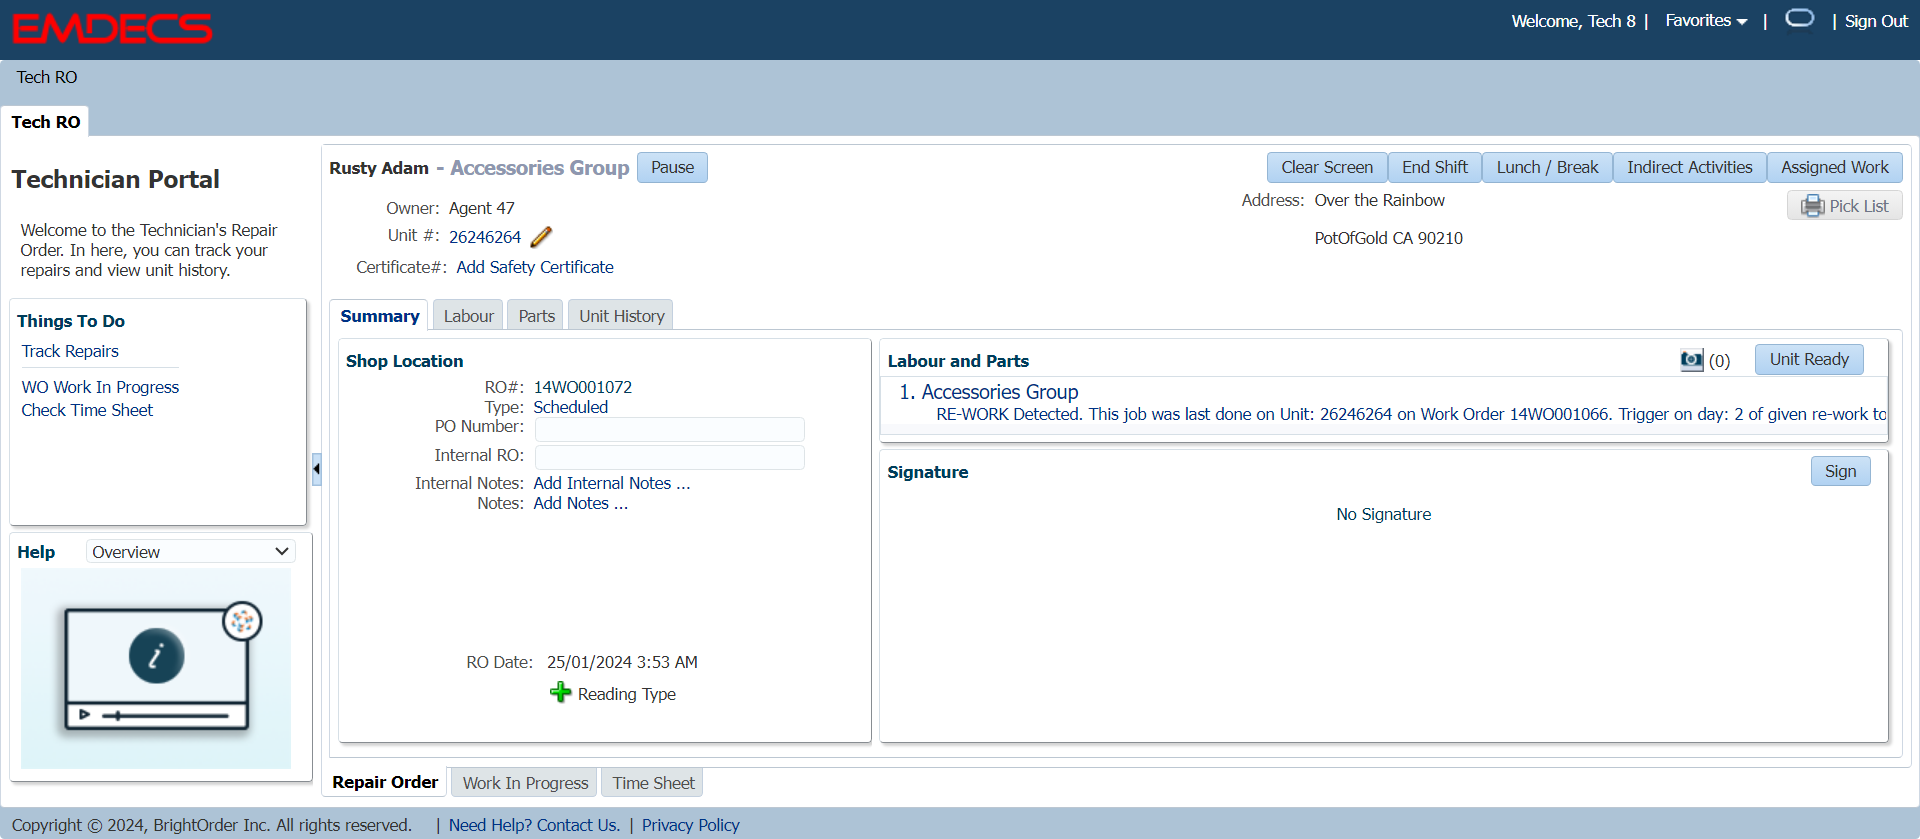 EMDECS
Welcome, Tech 8 | Favorites | | Sign Out
Tech RO
Tech RO
Technician Portal
Welcome to the Technician's Repair
Order. In here, you can track your
repairs and view unit history.
Things To Do
Track Repairs
WO Work In Progress
Check Time Sheet
Help Overview
i
Rusty Adam - Accessories Group Pause
Clear Screen End Shift Lunch / Break Indirect Activities Assigned Work
Owner: Agent 47
Unit #: 26246264
Certificate#: Add Safety Certificate
Address: Over the Rainbow
PotOfGold CA 90210
Pick List
Summary Labour Parts Unit History
Shop Location
RO#: 14WO001072
Type: Scheduled
PO Number:
Internal RO:
Internal Notes: Add Internal Notes ...
Notes: Add Notes ...
RO Date: 25/01/2024 3:53 AM
Reading Type
Labour and Parts (0) Unit Ready
1. Accessories Group
RE-WORK Detected. This job was last done on Unit: 26246264 on Work Order 14WO001066. Trigger on day: 2 of given re-work to
Signature Sign
No Signature
Repair Order Work In Progress Time Sheet
Copyright © 2024, BrightOrder Inc. All rights reserved. | Need Help? Contact Us. | Privacy Policy